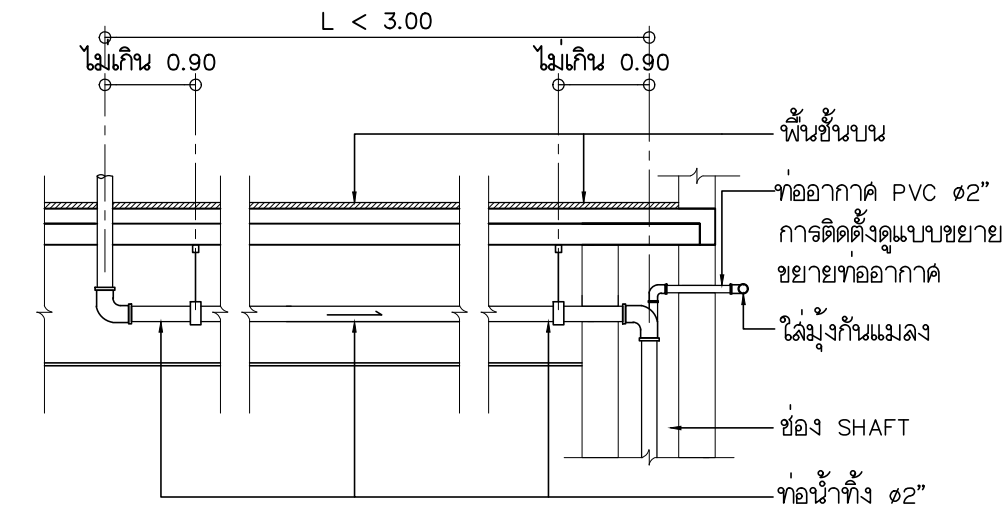 L < 3.00
ไม่เกิน 0.90
ไม่เกิน 0.90
พื้นชั้นบน
ท่ออากาศ PVC ø2"
การติดตั้งดูแบบขยาย
ขยายท่ออากาศ
ใส่มุ้งกันแมลง
ช่อง SHAFT
ท่อน้ำทิ้ง ø2"